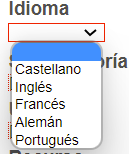 Idioma
Castellano
Inglés
Francés
Alemán
Portugués